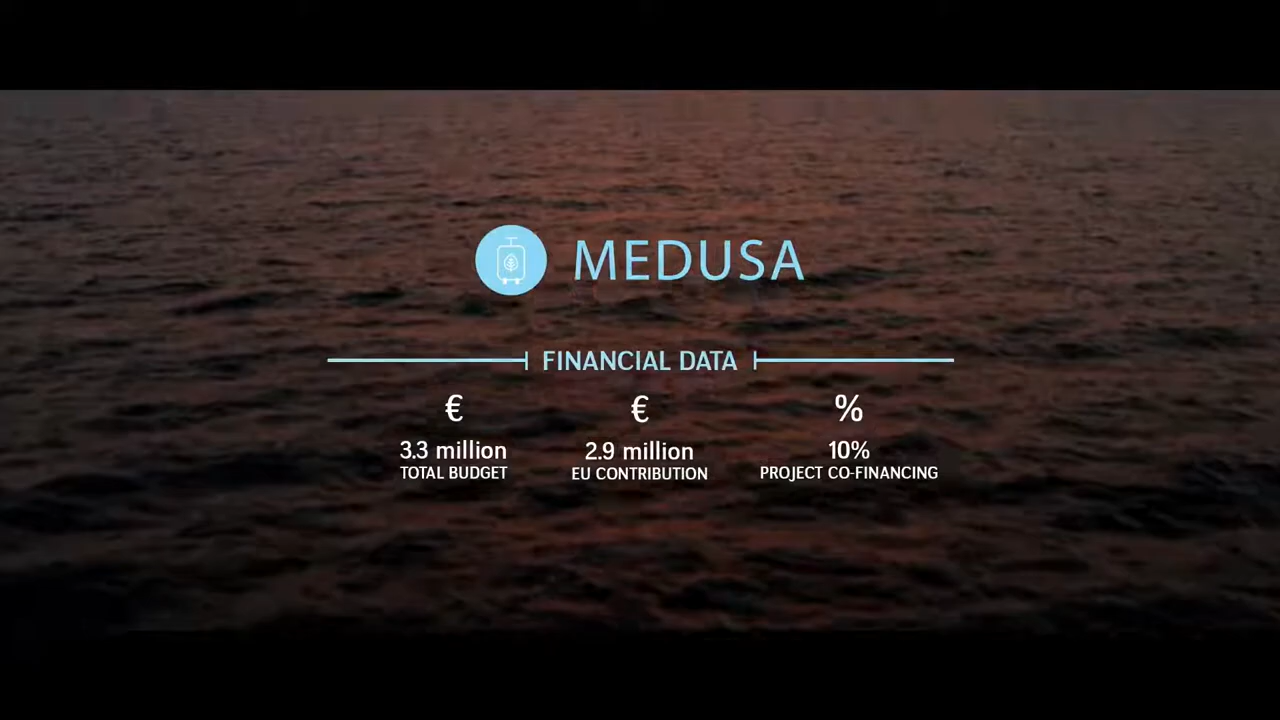 MEDUSA
FINANCIAL DATA
€ € %
3.3 million 2.9 million 10%
TOTAL BUDGET EU CONTRIBUTION PROJECT CO-FINANCING